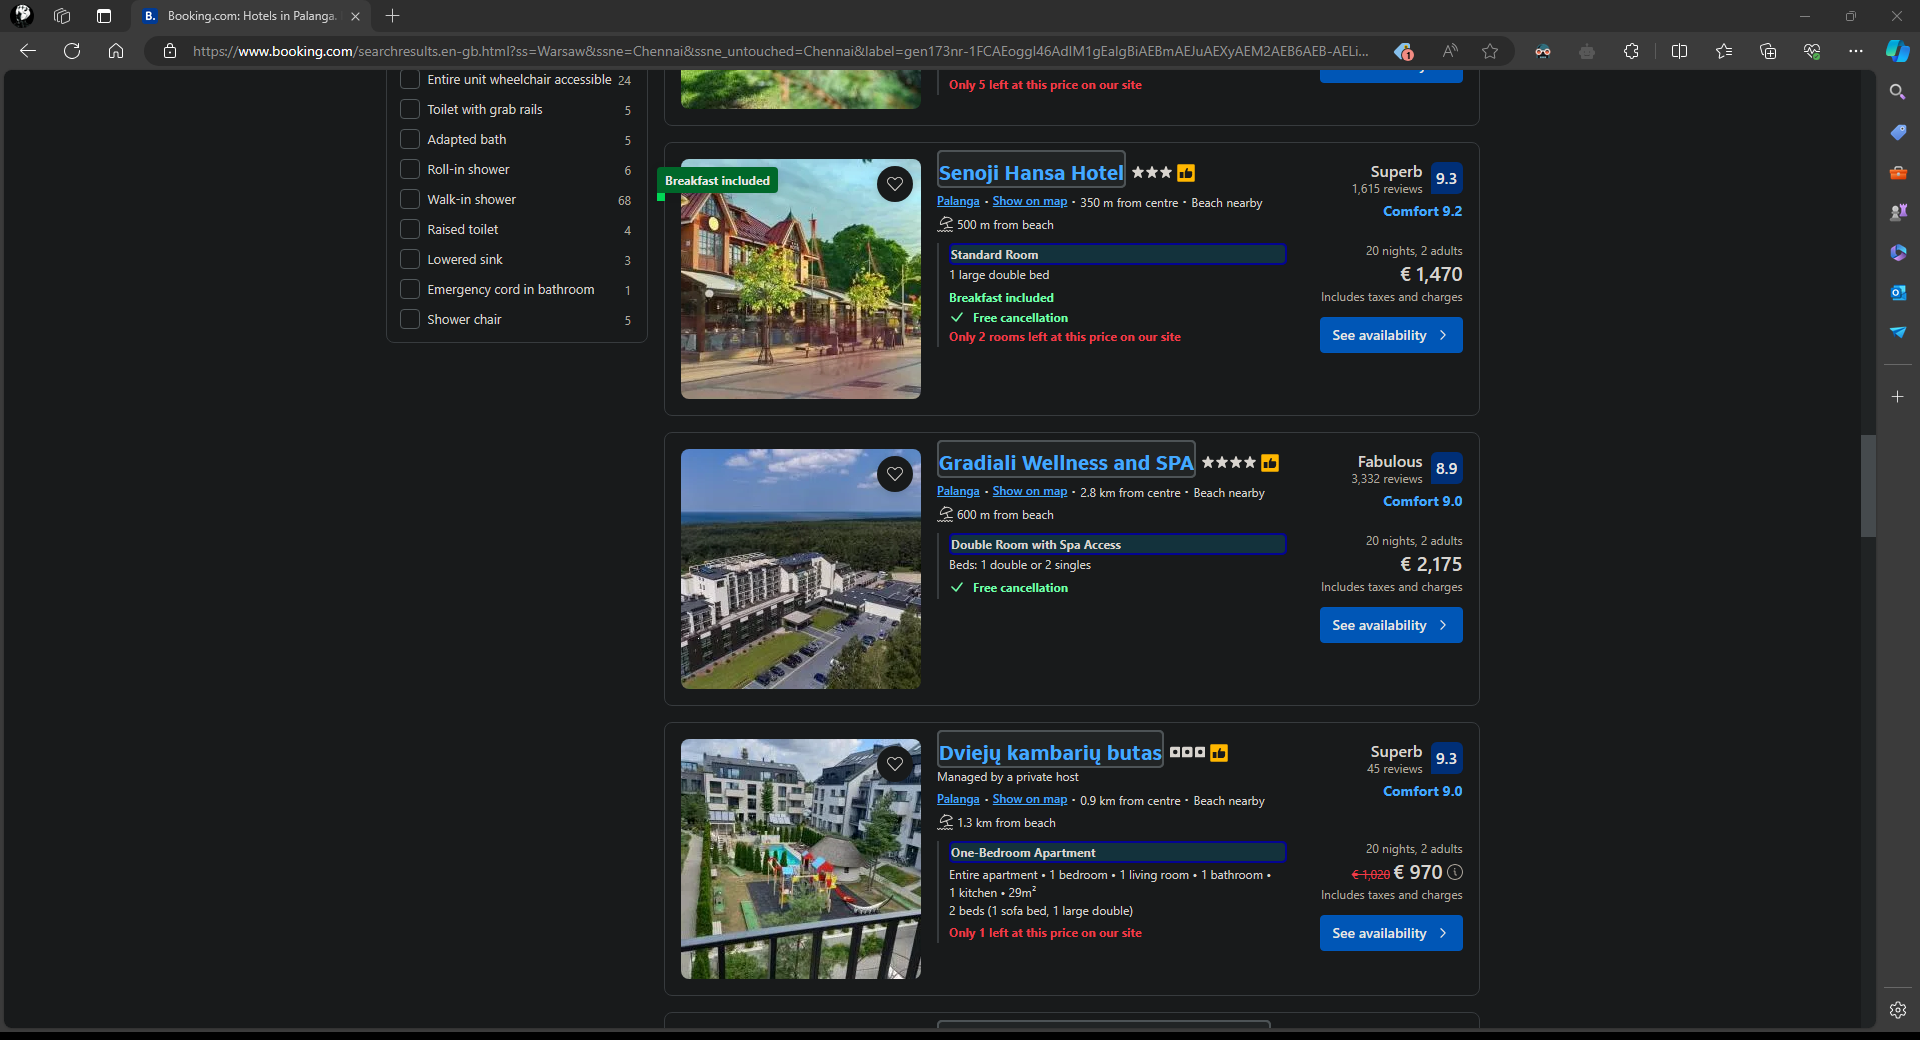 Booking.com: Hotels in Palanga.
https://www.booking.com/searchresults.en-gb.html?ss=Warsaw&ssne=Chennai&ssne_untouched=Chennai&label=gen173nr-1FCAEoggI46AdIM1gEaIgBiAEBmAEJuAEXyAEM2AEB6AEB-AELi...
Entire unit wheelchair accessible 24
Toilet with grab rails 5
Adapted bath 5
Roll-in shower 6
Walk-in shower 68
Raised toilet 4
Lowered sink 3
Emergency cord in bathroom 1
Shower chair 5
Only 5 left at this price on our site
Breakfast included
Senoji Hansa Hotel
Palanga • Show on map • 350 m from centre • Beach nearby
500 m from beach
Standard Room
1 large double bed
Breakfast included
Free cancellation
Only 2 rooms left at this price on our site
Superb 9.3
1,615 reviews
Comfort 9.2
20 nights, 2 adults
€ 1,470
Includes taxes and charges
See availability
Gradiali Wellness and SPA
Palanga • Show on map • 2.8 km from centre • Beach nearby
600 m from beach
Double Room with Spa Access
Beds: 1 double or 2 singles
Free cancellation
Fabulous 8.9
3,332 reviews
Comfort 9.0
20 nights, 2 adults
€ 2,175
Includes taxes and charges
See availability
Dviejų kambarių butas
Managed by a private host
Palanga • Show on map • 0.9 km from centre • Beach nearby
1.3 km from beach
One-Bedroom Apartment
Entire apartment • 1 bedroom • 1 living room • 1 bathroom •
1 kitchen • 29m²
2 beds (1 sofa bed, 1 large double)
Only 1 left at this price on our site
Superb 9.3
45 reviews
Comfort 9.0
20 nights, 2 adults
€ 1,020 € 970
Includes taxes and charges
See availability